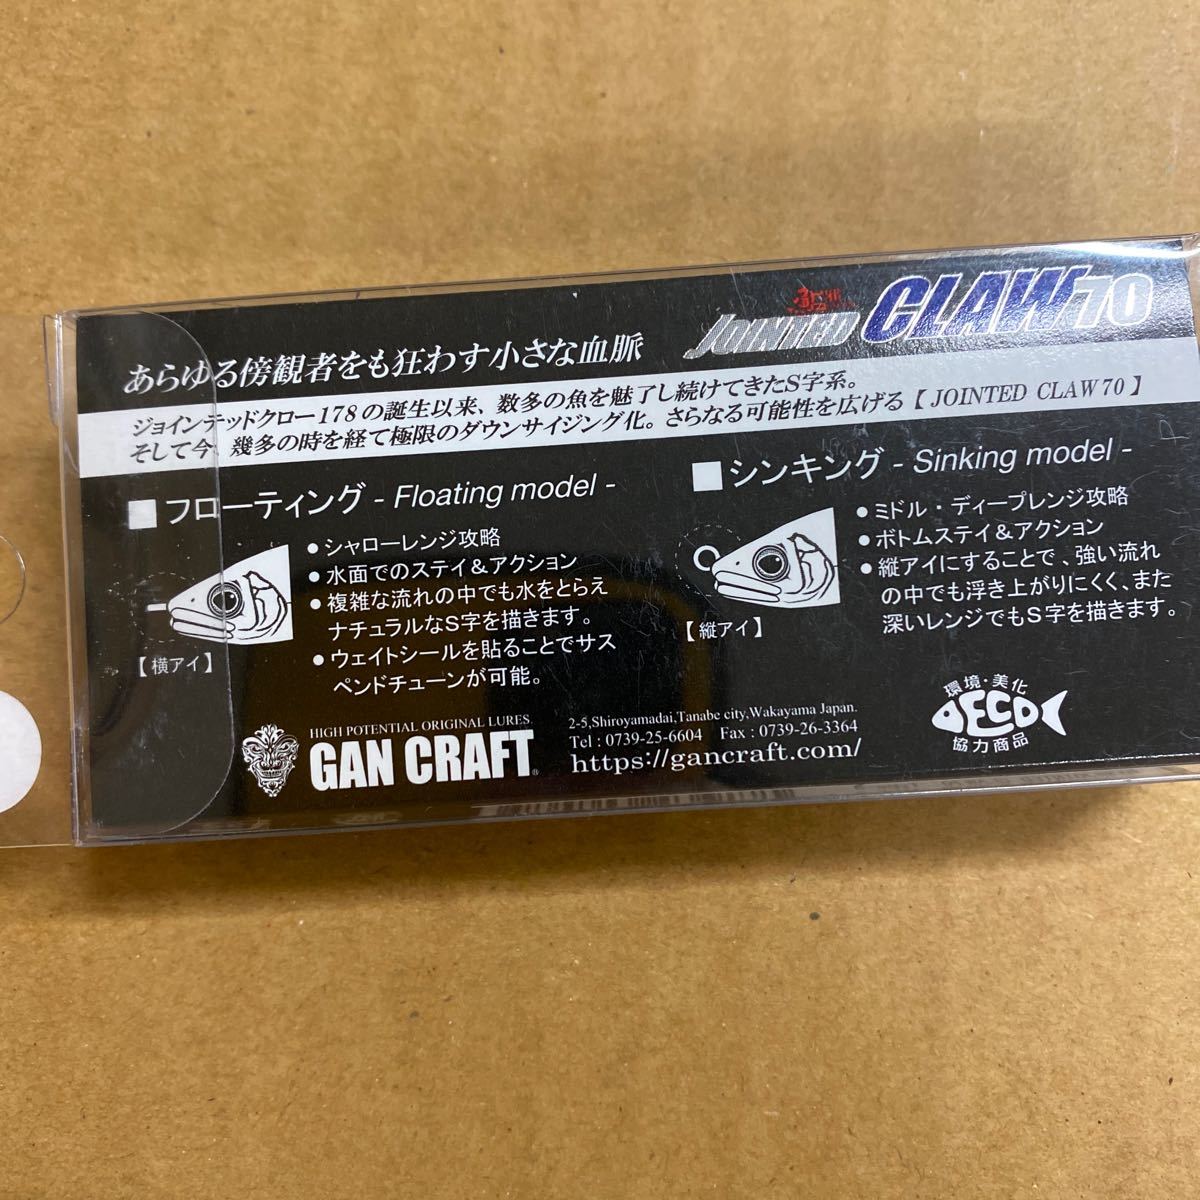 JOINTED CLAW 70
あらゆる傍観者をも狂わす小さな血脈
ジョインテッドクロー178の誕生以来、数多の魚を魅了し続けてきたS字系。
そして今、幾多の時を経て極限のダウンサイジング化。さらなる可能性を広げる【 JOINTED CLAW 70 】
■フローティング - Floating model -
●シャローレンジ攻略
●水面でのステイ&アクション
●複雑な流れの中でも水をとらえ
ナチュラルなS字を描きます。
●ウェイトシールを貼ることでサス
ペンドチューンが可能。
【 横アイ 】
■シンキング - Sinking model -
●ミドル・ディープレンジ攻略
●ボトムステイ&アクション
●縦アイにすることで、強い流れ
の中でも浮き上がりにくく、また
深いレンジでもS字を描きます。
【 縦アイ 】
HIGH POTENTIAL ORIGINAL LURES.
GAN CRAFT®
2-5,Shiroyamadai,Tanabe city,Wakayama Japan.
Tel : 0739-25-6604 Fax : 0739-26-3364
https://gancraft.com/
環境・美化
ECO
協力商品